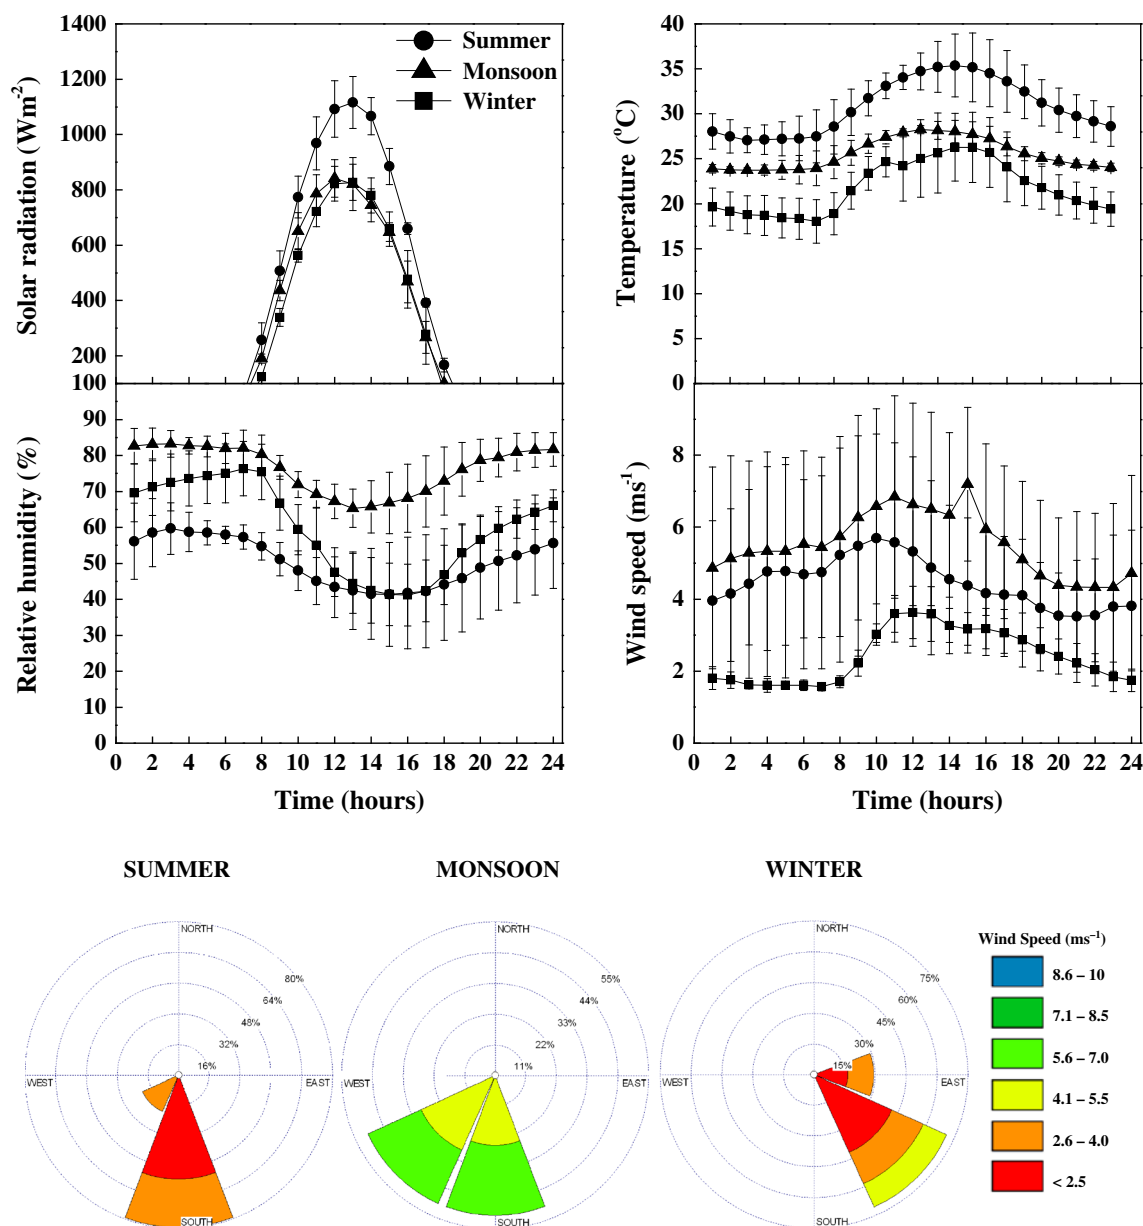 1400
1200
1000
800
600
400
200
100
Solar radiation (Wm⁻²)
Summer
Monsoon
Winter
40
35
30
25
20
15
10
5
0
Temperature (°C)
90
80
70
60
50
40
30
20
10
0
Relative humidity (%)
0 2 4 6 8 10 12 14 16 18 20 22 24
Time (hours)
8
6
4
2
0
Wind speed (ms⁻¹)
0 2 4 6 8 10 12 14 16 18 20 22 24
Time (hours)
SUMMER
NORTH
80%
64%
48%
32%
16%
WEST
EAST
SOUTH
MONSOON
NORTH
55%
44%
33%
22%
11%
WEST
EAST
SOUTH
WINTER
NORTH
75%
60%
45%
30%
15%
WEST
EAST
SOUTH
Wind Speed (ms⁻¹)
8.6 – 10
7.1 – 8.5
5.6 – 7.0
4.1 – 5.5
2.6 – 4.0
< 2.5